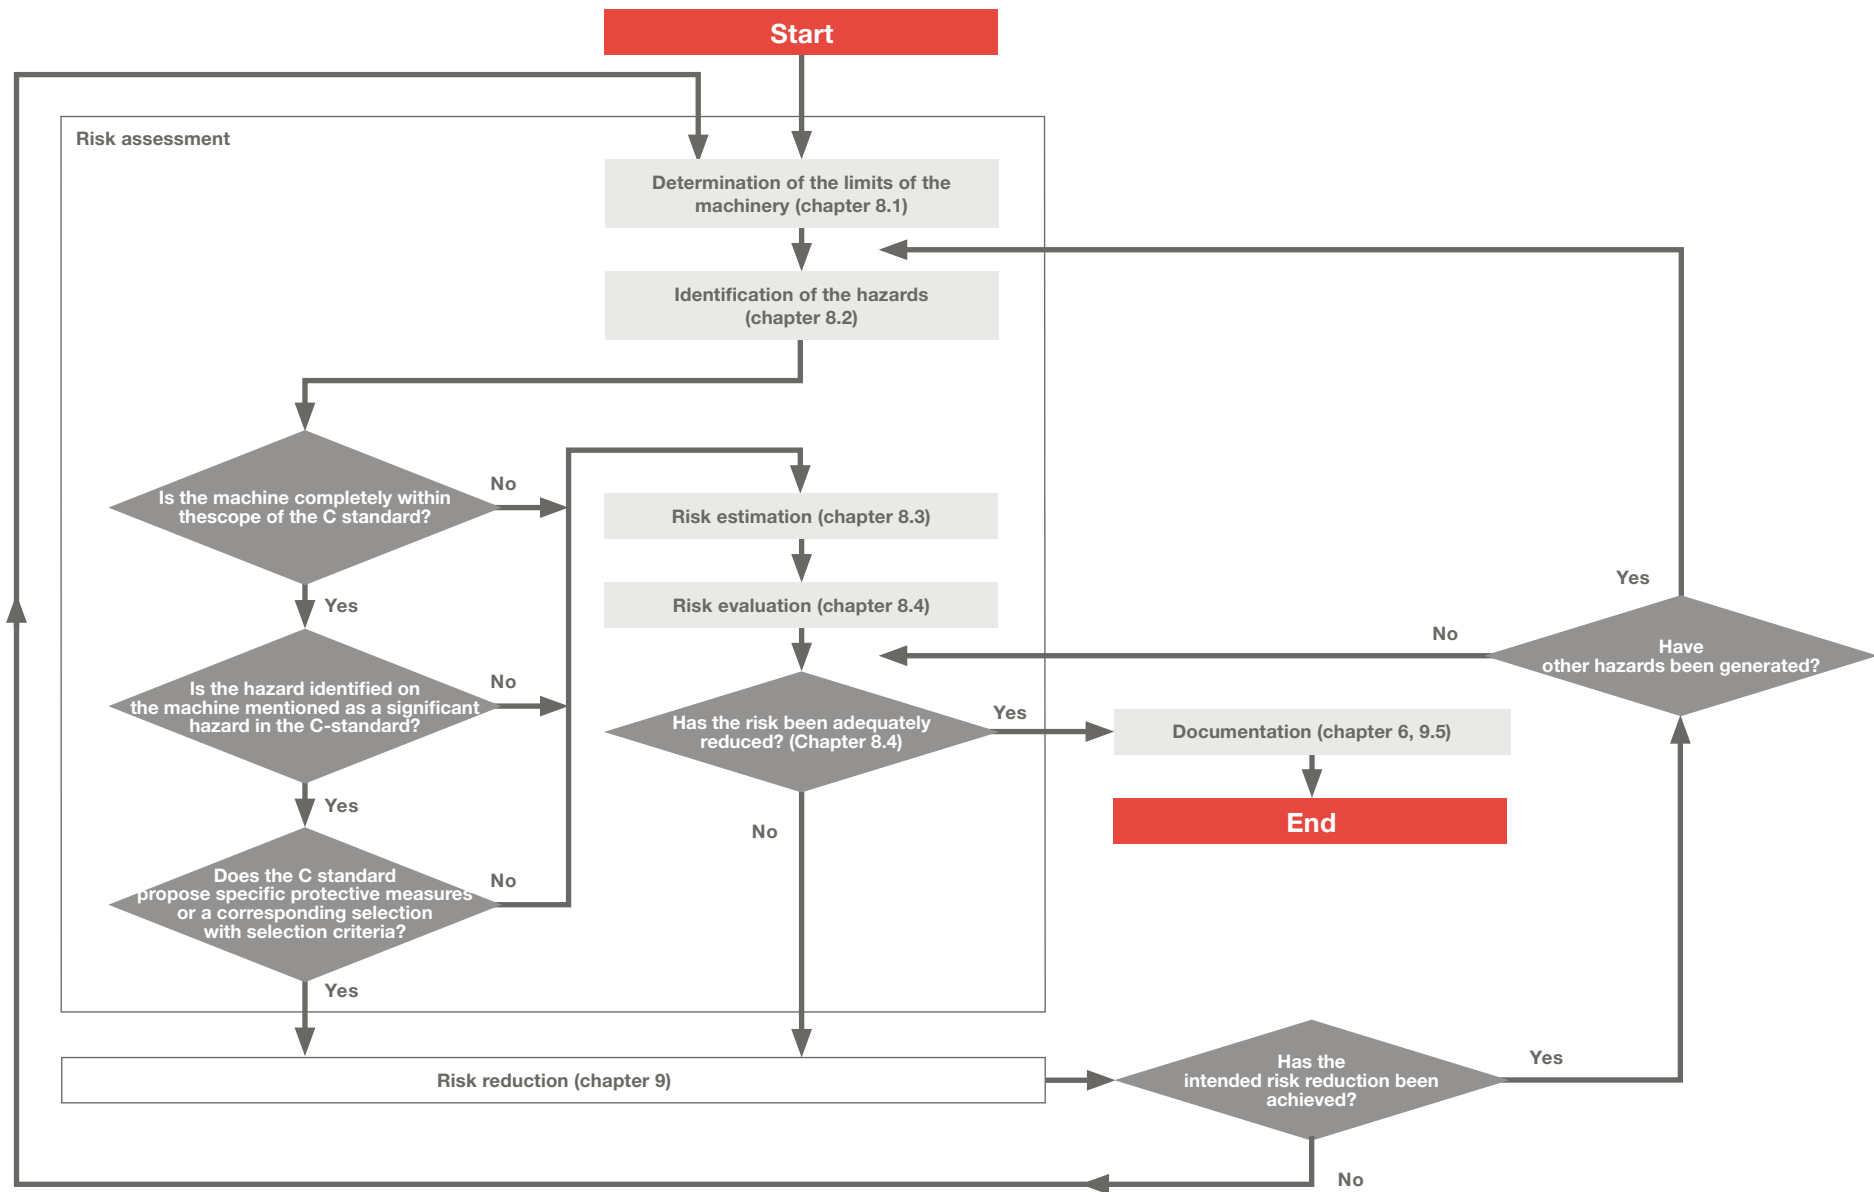 Start
Risk assessment
Determination of the limits of the
machinery (chapter 8.1)
Identification of the hazards
(chapter 8.2)
Is the machine completely within
thescope of the C standard?
No
Yes
Is the hazard identified on
the machine mentioned as a significant
hazard in the C-standard?
No
Yes
Does the C standard
propose specific protective measures
or a corresponding selection
with selection criteria?
No
Yes
Risk estimation (chapter 8.3)
Risk evaluation (chapter 8.4)
Has the risk been adequately
reduced? (Chapter 8.4)
Yes
No
Documentation (chapter 6, 9.5)
End
Yes
No
Have
other hazards been generated?
Risk reduction (chapter 9)
Has the
intended risk reduction been
achieved?
Yes
No